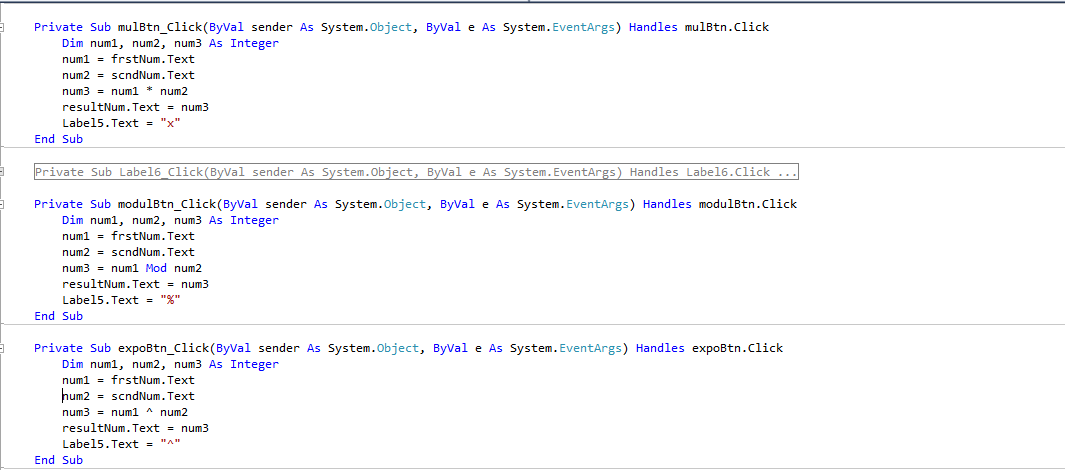 Private Sub mulBtn_Click(ByVal sender As System.Object, ByVal e As System.EventArgs) Handles mulBtn.Click
Dim num1, num2, num3 As Integer
num1 = frstNum.Text
num2 = scndNum.Text
num3 = num1 * num2
resultNum.Text = num3
Label5.Text = "x"
End Sub
Private Sub Label6_Click(ByVal sender As System.Object, ByVal e As System.EventArgs) Handles Label6.Click ...
Private Sub modulBtn_Click(ByVal sender As System.Object, ByVal e As System.EventArgs) Handles modulBtn.Click
Dim num1, num2, num3 As Integer
num1 = frstNum.Text
num2 = scndNum.Text
num3 = num1 Mod num2
resultNum.Text = num3
Label5.Text = "%"
End Sub
Private Sub expoBtn_Click(ByVal sender As System.Object, ByVal e As System.EventArgs) Handles expoBtn.Click
Dim num1, num2, num3 As Integer
num1 = frstNum.Text
num2 = scndNum.Text
num3 = num1 ^ num2
resultNum.Text = num3
Label5.Text = "^"
End Sub